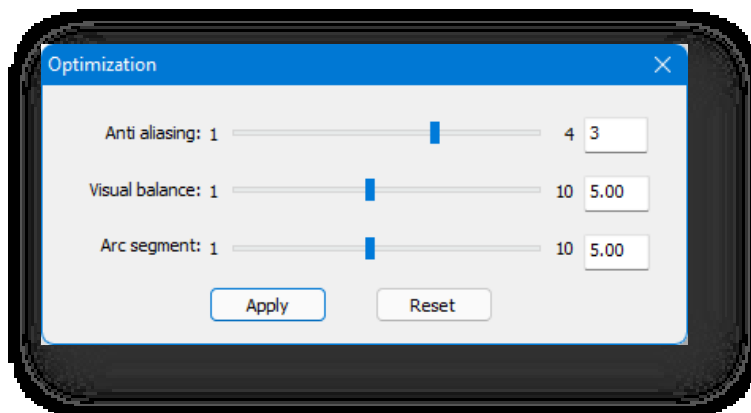 Optimization
Anti aliasing: 1 4 3
Visual balance: 1 10 5.00
Arc segment: 1 10 5.00
Apply Reset